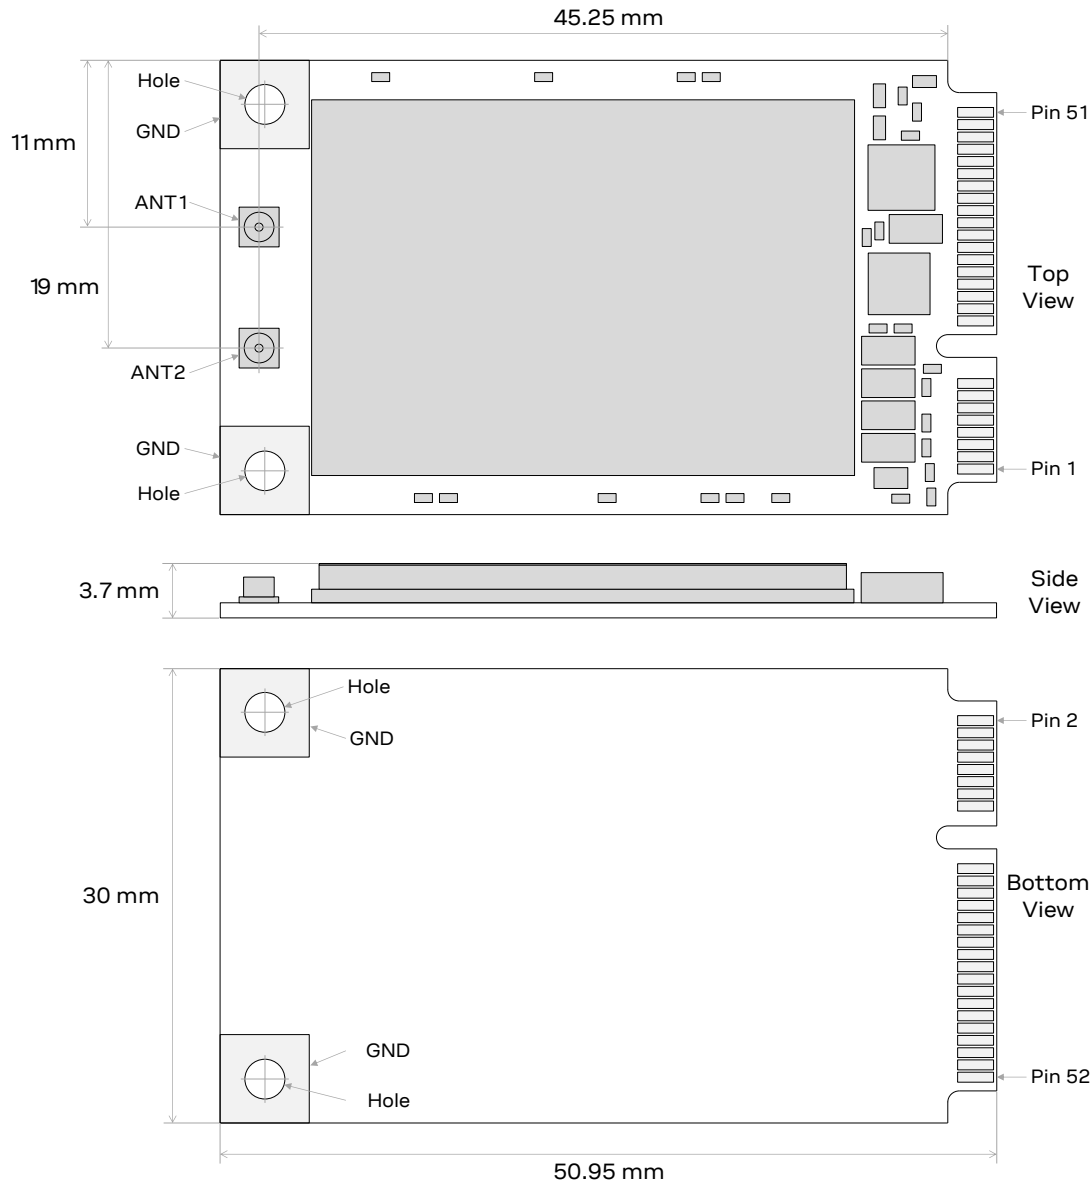 45.25 mm
Hole
GND
Pin 51
11 mm
ANT1
19 mm
Top
View
ANT2
GND
Hole
Pin 1
3.7 mm
Side
View
Hole
GND
Pin 2
30 mm
Bottom
View
GND
Hole
Pin 52
50.95 mm